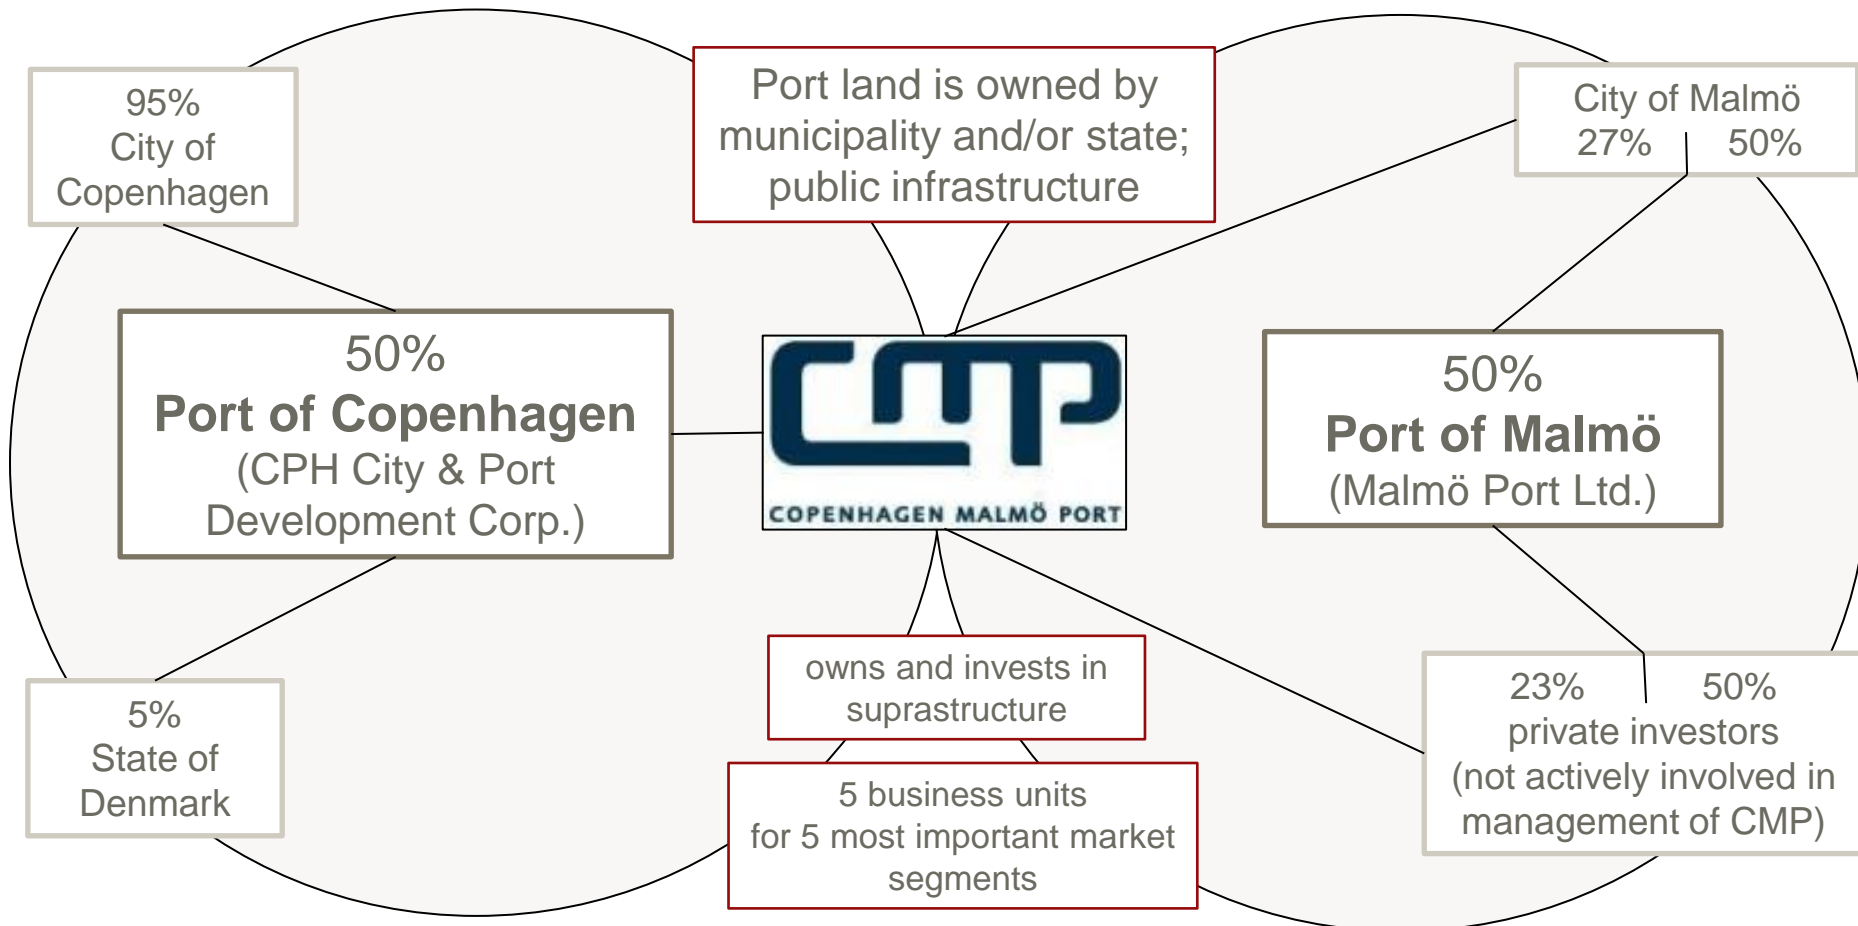 95%
City of
Copenhagen
Port land is owned by
municipality and/or state;
public infrastructure
City of Malmö
27% 50%
50%
Port of Copenhagen
(CPH City & Port
Development Corp.)
CMP
COPENHAGEN MALMÖ PORT
50%
Port of Malmö
(Malmö Port Ltd.)
5%
State of
Denmark
owns and invests in
suprastructure
5 business units
for 5 most important market
segments
23% 50%
private investors
(not actively involved in
management of CMP)